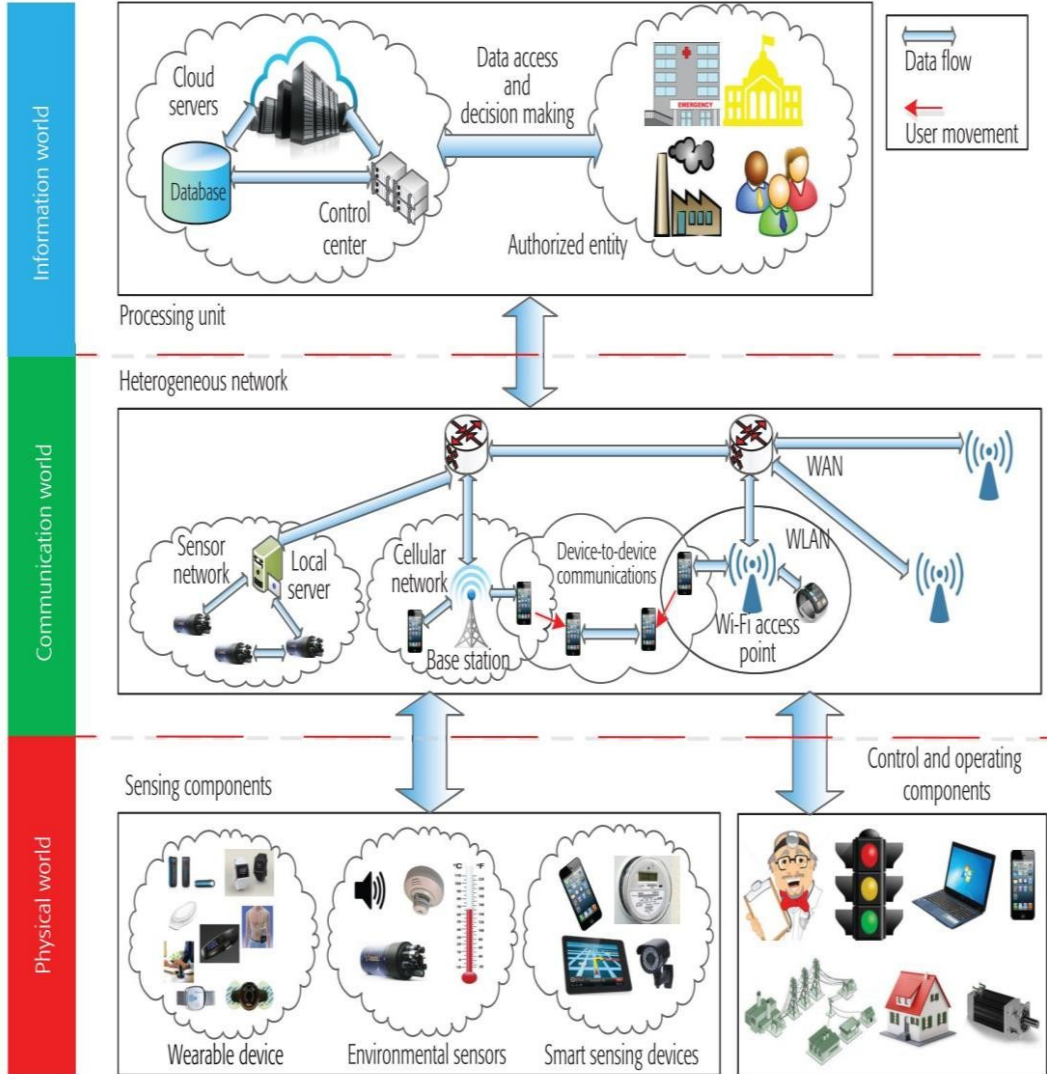 Information world
Cloud
servers
Database
Control
center
Data access
and
decision making
EMERGENCY
Authorized entity
Data flow
User movement
Processing unit
Communication world
Heterogeneous network
WAN
Sensor
network
Local
server
Cellular
network
Base station
Device-to-device
communications
WLAN
Wi-Fi access
point
Physical world
Sensing components
Control and operating
components
°C
°F
Wearable device
Environmental sensors
Smart sensing devices